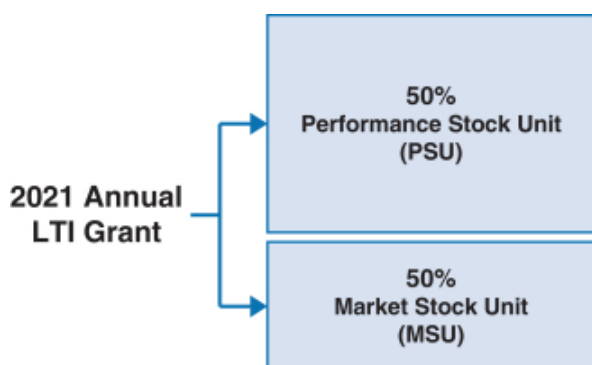 2021 Annual
LTI Grant
50%
Performance Stock Unit
(PSU)
50%
Market Stock Unit
(MSU)